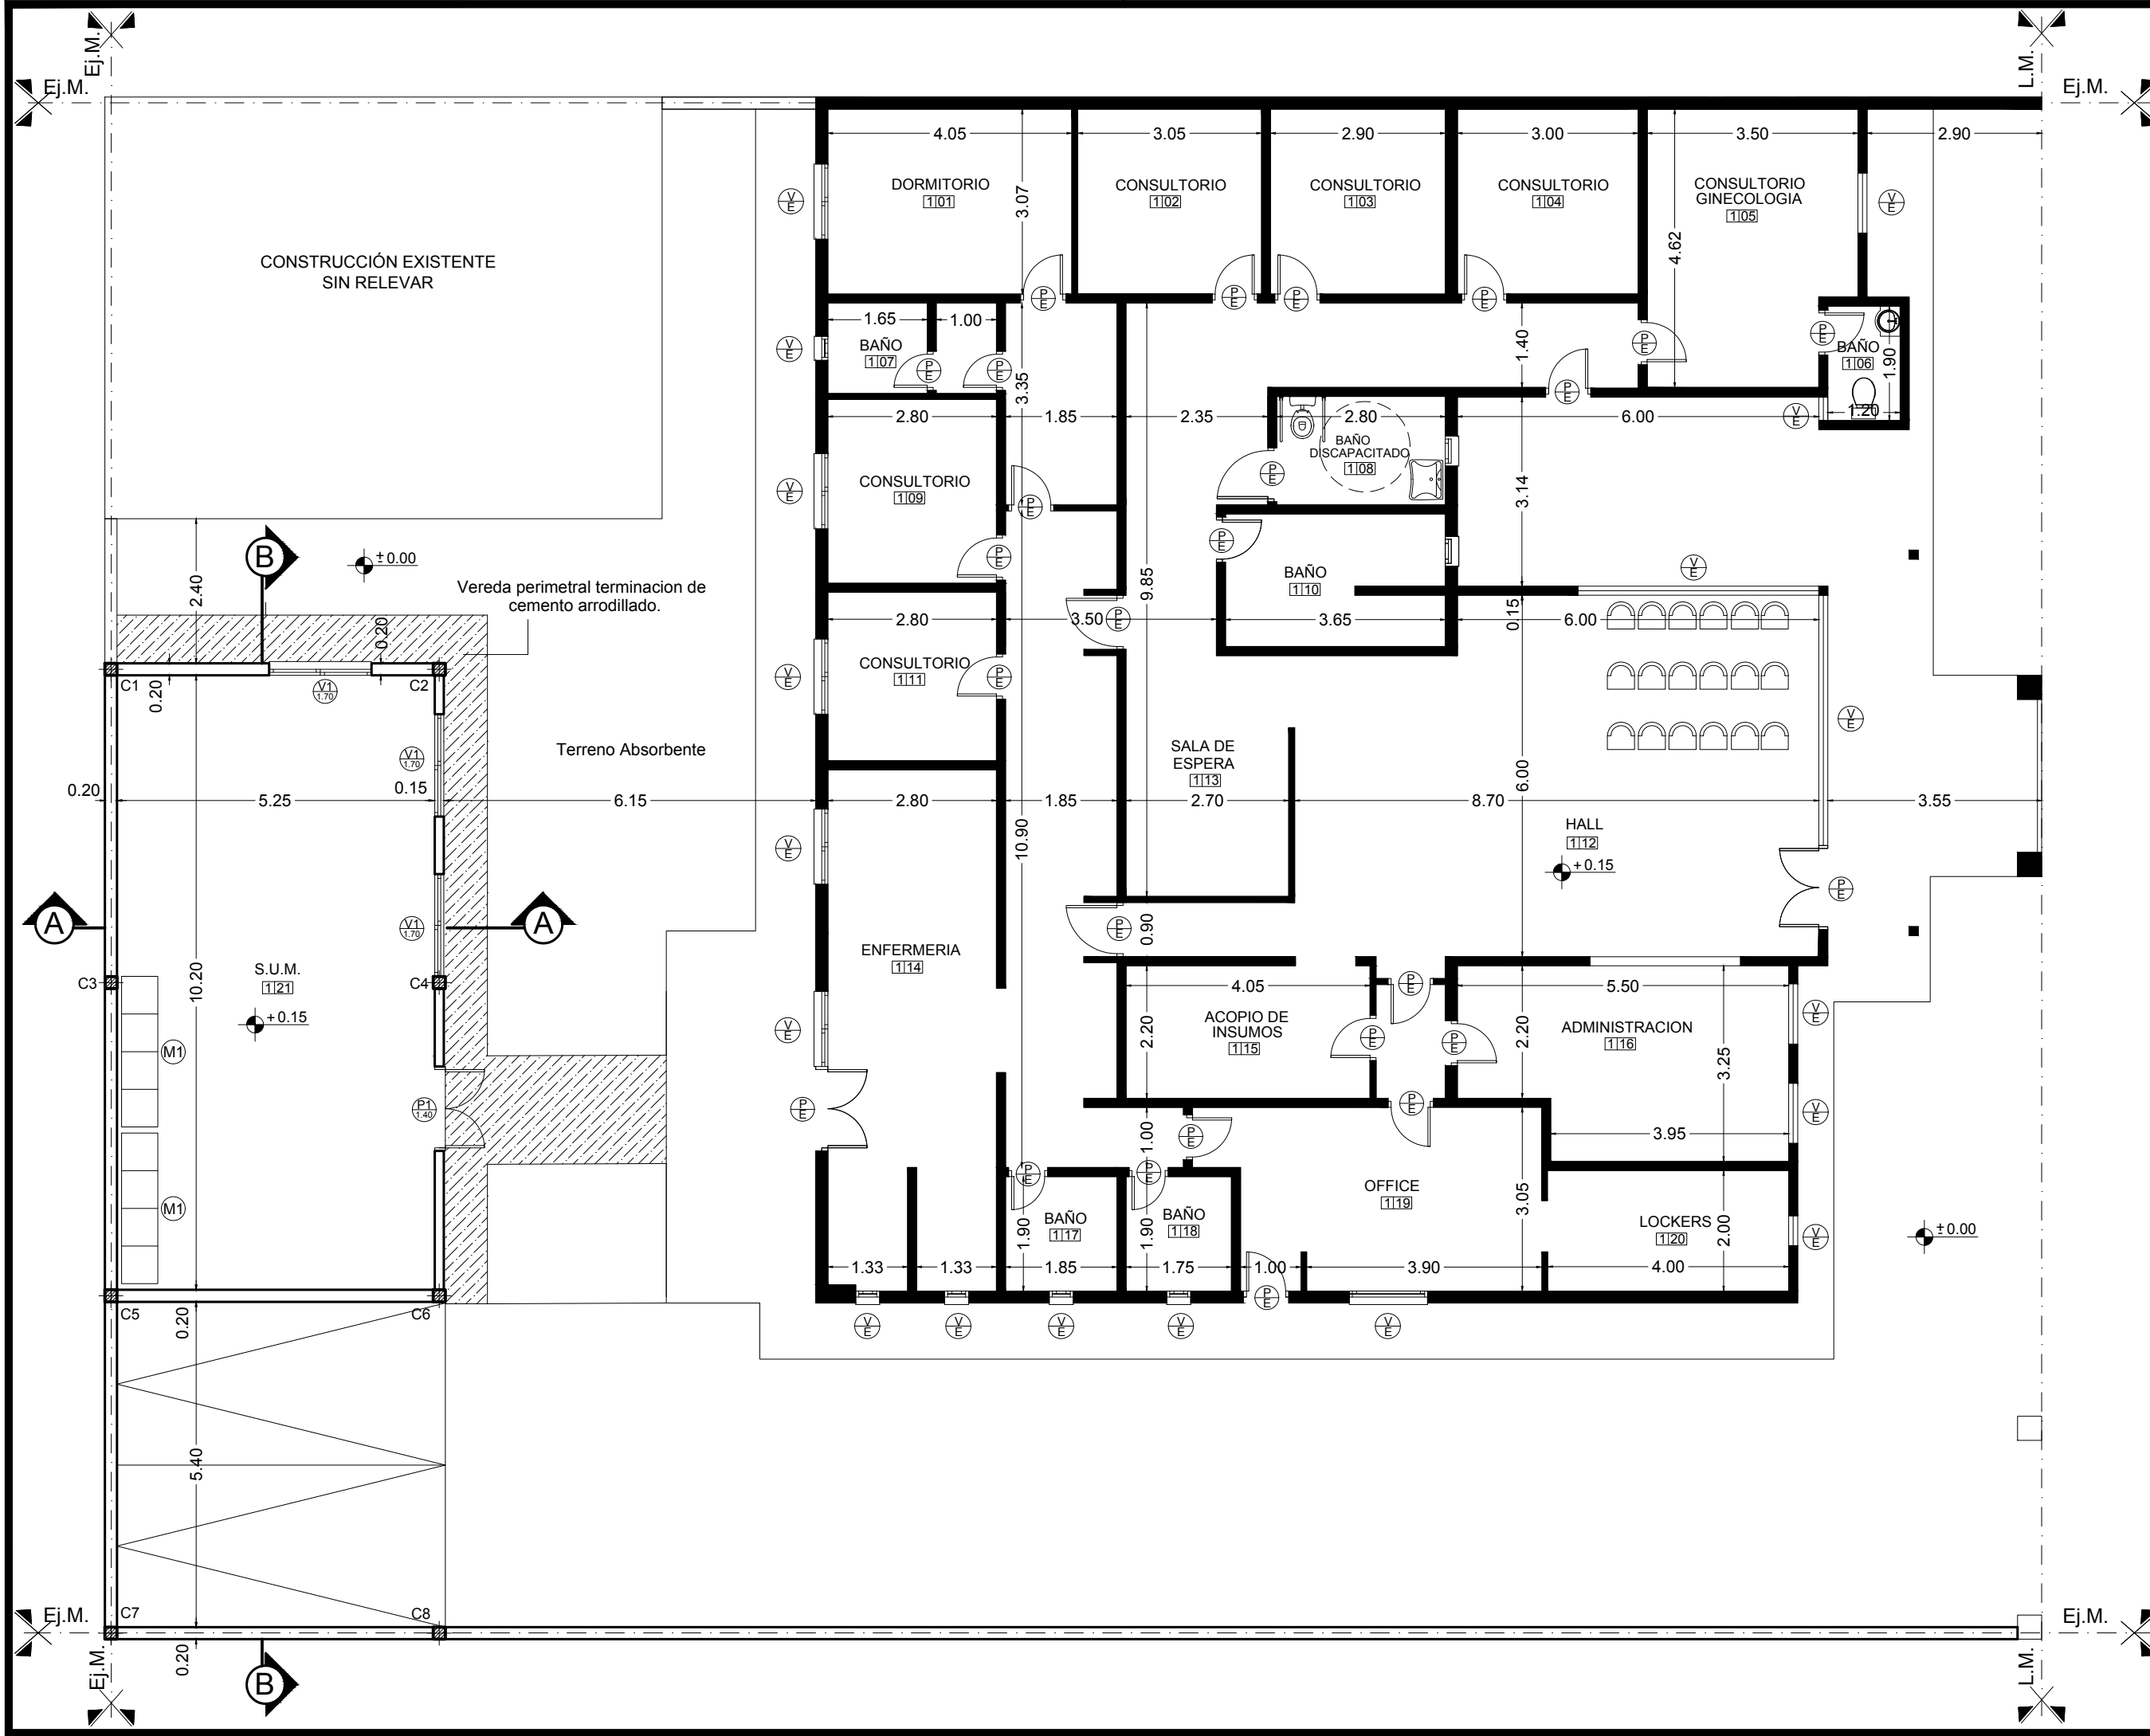 Ej.M.
L.M.
Ej.M.
Ej.M.
4.05
3.05
2.90
3.00
3.50
2.90
DORMITORIO
1 01
3.07
CONSULTORIO
1 02
CONSULTORIO
1 03
CONSULTORIO
1 04
CONSULTORIO
GINECOLOGIA
1 05
4.62
V
E
V
E
CONSTRUCCIÓN EXISTENTE
SIN RELEVAR
P
E
P
E
P
E
P
E
P
E
P
E
1.65
1.00
BAÑO
1 07
V
E
P
E
P
E
3.35
1.40
P
E
BAÑO
1 06
1.90
1.20
V
E
2.80
1.85
2.35
2.80
6.00
BAÑO
DISCAPACITADO
1 08
P
E
CONSULTORIO
1 09
V
E
P
E
3.14
B
±0.00
Vereda perimetral terminacion de
cemento arrodillado.
2.40
P
E
P
E
BAÑO
1 10
9.85
V
E
0.20
2.80
3.50
P
E
3.65
0.15
6.00
CONSULTORIO
1 11
V
E
P
E
C1
0.20
V1
1.70
C2
Terreno Absorbente
V1
1.70
SALA DE
ESPERA
1 13
V
E
0.20
5.25
0.15
6.15
2.80
1.85
2.70
8.70
6.00
3.55
10.90
HALL
1 12
+0.15
V
E
P
E
A
A
V1
1.70
P
E
0.90
ENFERMERIA
1 14
S.U.M.
1 21
10.20
+0.15
C3
C4
4.05
P
E
5.50
ACOPIO DE
INSUMOS
1 15
2.20
P
E
P
E
2.20
ADMINISTRACION
1 16
3.25
V
E
V
E
M1
P1
1.40
P
E
P
E
V
E
1.00
P
E
3.95
P
E
P
E
M1
OFFICE
1 19
3.05
BAÑO
1 17
1.90
BAÑO
1 18
1.90
LOCKERS
1 20
2.00
V
E
±0.00
1.33
1.33
1.85
1.75
1.00
3.90
4.00
P
E
C5
0.20
C6
V
E
V
E
V
E
V
E
V
E
5.40
C7
C8
Ej.M.
Ej.M.
0.20
Ej.M.
L.M.
B